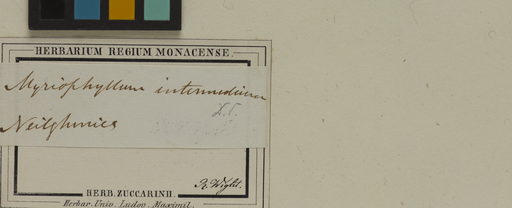 HERBARIUM REGIUM MONACENSE.
Myriophyllum intermedium
Neilgherries
R. Wight.
HERB. ZUCCARINII.
Herbar. Univ. Ludov. Maximil.